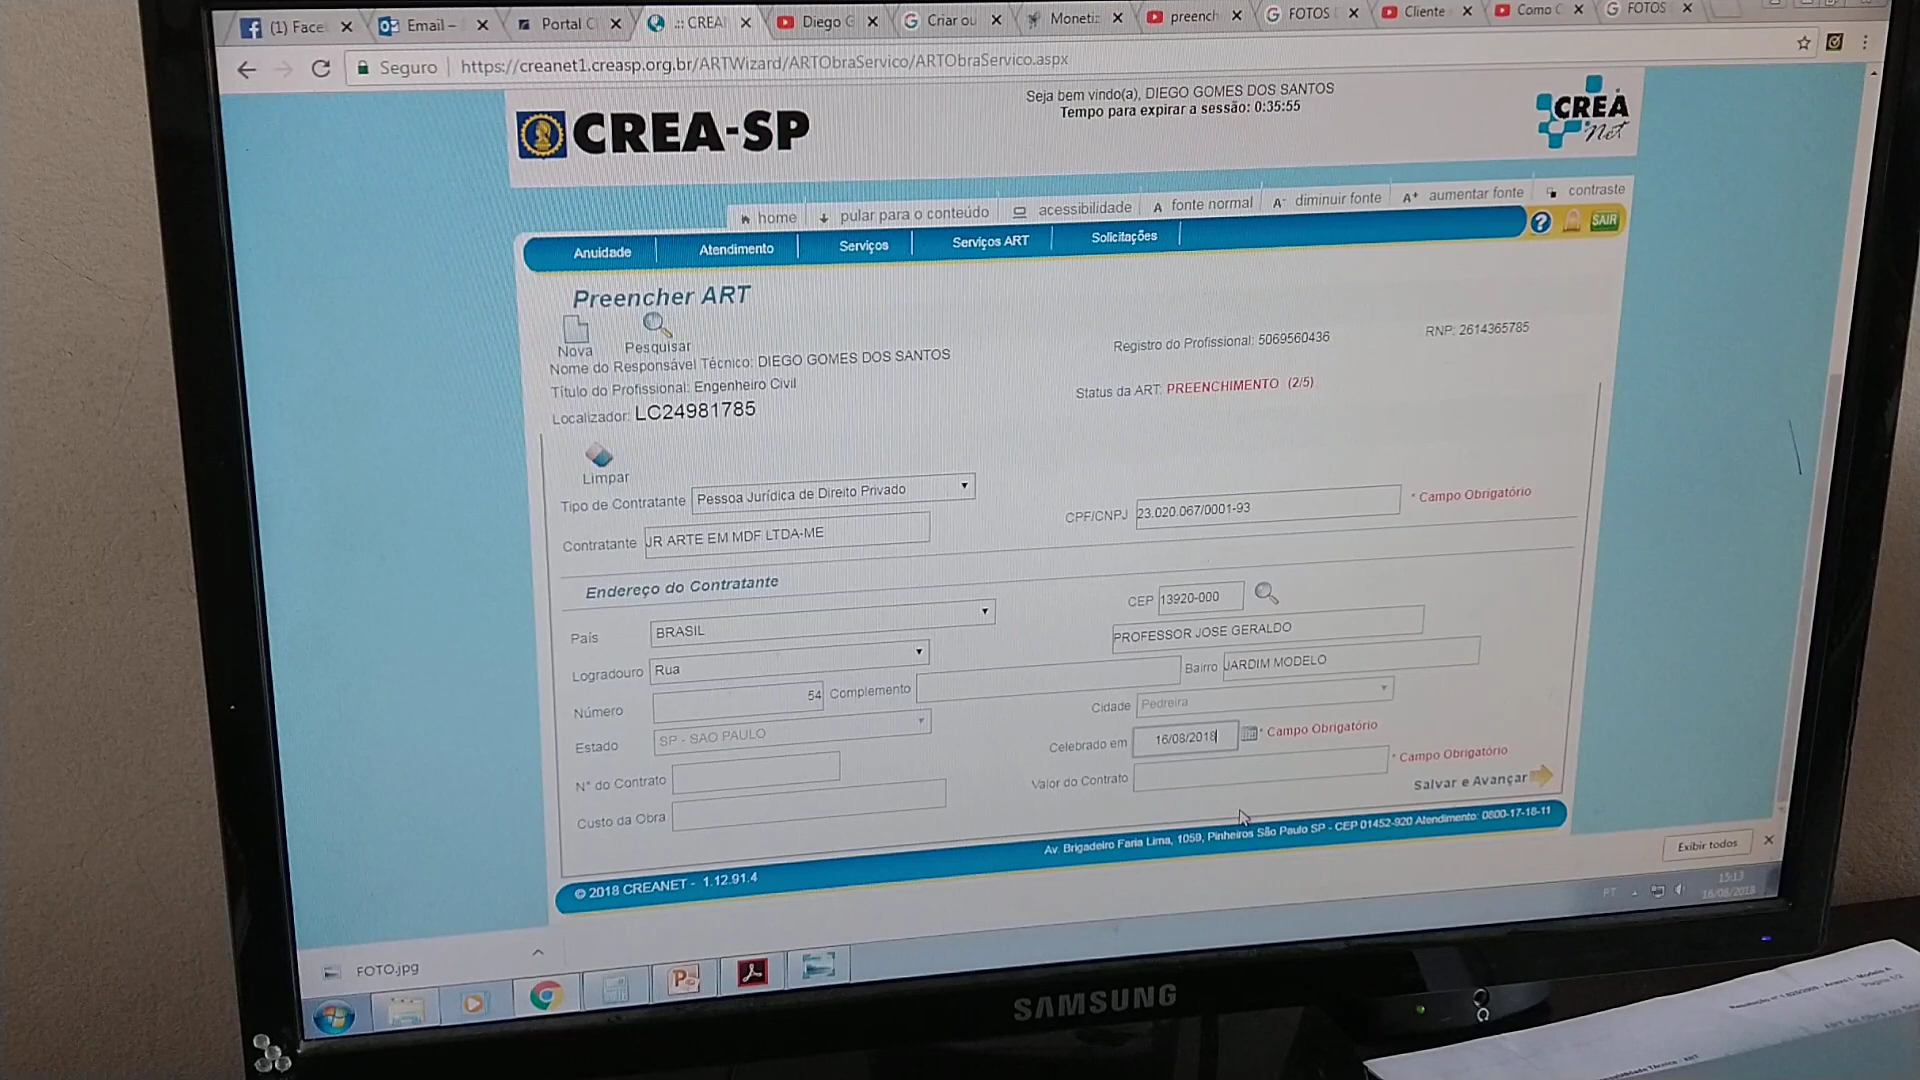 (1) Face
Email –
Portal C
.:: CREA
Diego G
Criar ou
Monetiz
preench
FOTOS
Cliente
Como C
FOTOS
Seguro
https://creanet1.creasp.org.br/ARTWizard/ARTObraServico/ARTObraServico.aspx
CREA-SP
Seja bem vindo(a), DIEGO GOMES DOS SANTOS
Tempo para expirar a sessão: 0:35:55
CREA
Net
home
pular para o conteúdo
acessibilidade
A fonte normal
A- diminuir fonte
A+ aumentar fonte
contraste
Anuidade
Atendimento
Serviços
Serviços ART
Solicitações
?
SAIR
Preencher ART
Nova
Pesquisar
Nome do Responsável Técnico: DIEGO GOMES DOS SANTOS
Registro do Profissional: 5069560436
RNP: 2614365785
Título do Profissional: Engenheiro Civil
Status da ART: PREENCHIMENTO (2/5)
Localizador: LC24981785
Limpar
Tipo de Contratante Pessoa Jurídica de Direito Privado
CPF/CNPJ 23.020.067/0001-93 * Campo Obrigatório
Contratante JR ARTE EM MDF LTDA-ME
Endereço do Contratante
País BRASIL
CEP 13920-000
Logradouro Rua
PROFESSOR JOSE GERALDO
Número 54 Complemento
Bairro JARDIM MODELO
Estado SP - SAO PAULO
Cidade Pedreira
Celebrado em 16/08/2018 * Campo Obrigatório
N° do Contrato
Valor do Contrato * Campo Obrigatório
Custo da Obra
Salvar e Avançar
Av. Brigadeiro Faria Lima, 1059, Pinheiros São Paulo SP - CEP 01452-920 Atendimento: 0800-17-18-11
© 2018 CREANET - 1.12.91.4
Exibir todos
FOTO.jpg
PT
15:13
16/08/2018
SAMSUNG